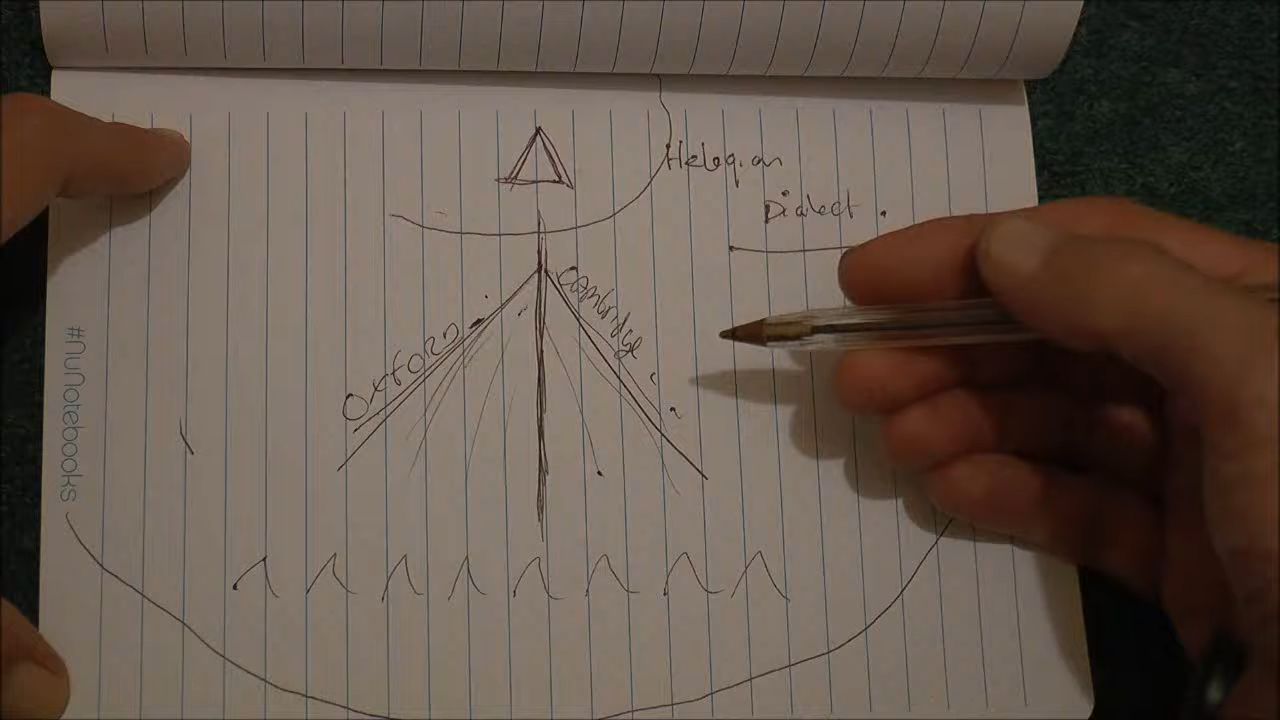 Helegian
Dialect.
OXFORD
Cambridge
#NuNotebooks